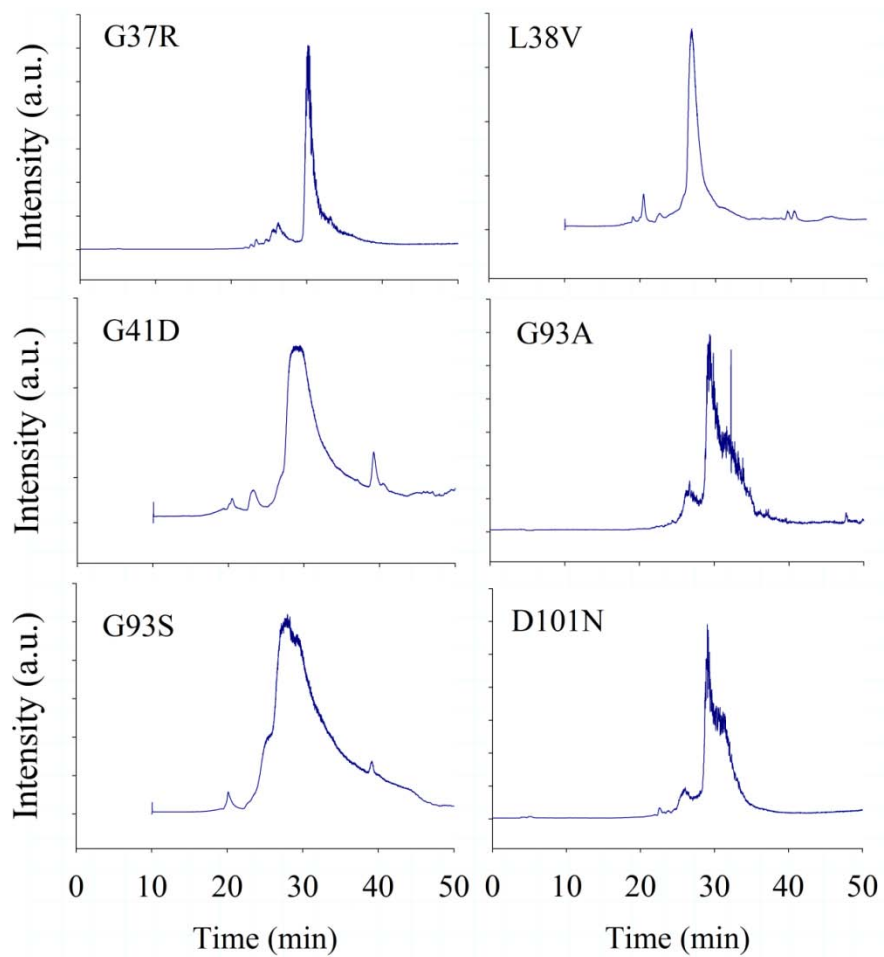 G37R
L38V
Intensity (a.u.)
G41D
G93A
Intensity (a.u.)
G93S
D101N
Intensity (a.u.)
0 10 20 30 40 50
0 10 20 30 40 50
Time (min)
Time (min)